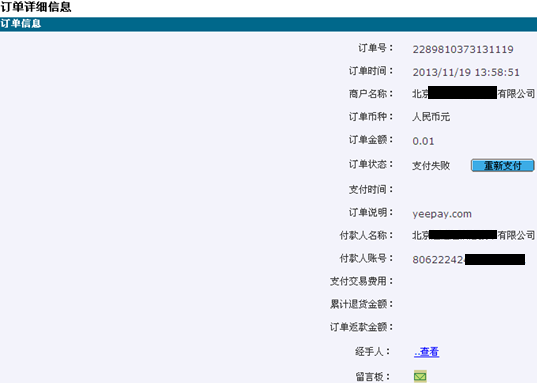 订单详细信息
订单信息
订单号： 2289810373131119
订单时间： 2013/11/19 13:58:51
商户名称： 北京 有限公司
订单币种： 人民币元
订单金额： 0.01
订单状态： 支付失败 重新支付
支付时间：
订单说明： yeepay.com
付款人名称： 北京 有限公司
付款人账号： 806222424
支付交易费用：
累计退货金额：
订单返款金额：
经手人： ..查看
留言板：